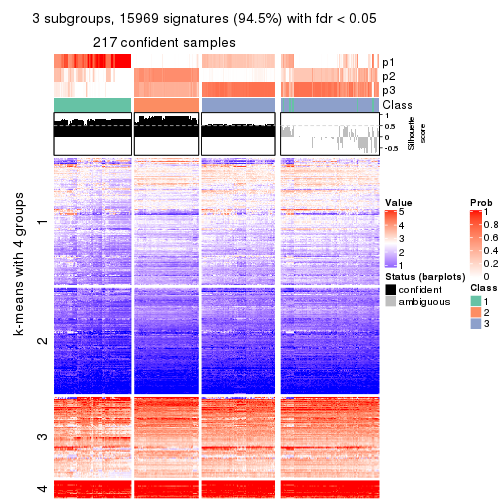 3 subgroups, 15969 signatures (94.5%) with fdr < 0.05
217 confident samples
p1
p2
p3
Class
1
0.5
0
-0.5
Silhouette
score
k-means with 4 groups
1
2
3
4
Value
5
4
3
2
1
Status (barplots)
confident
ambiguous
Prob
1
0.8
0.6
0.4
0.2
0
Class
1
2
3